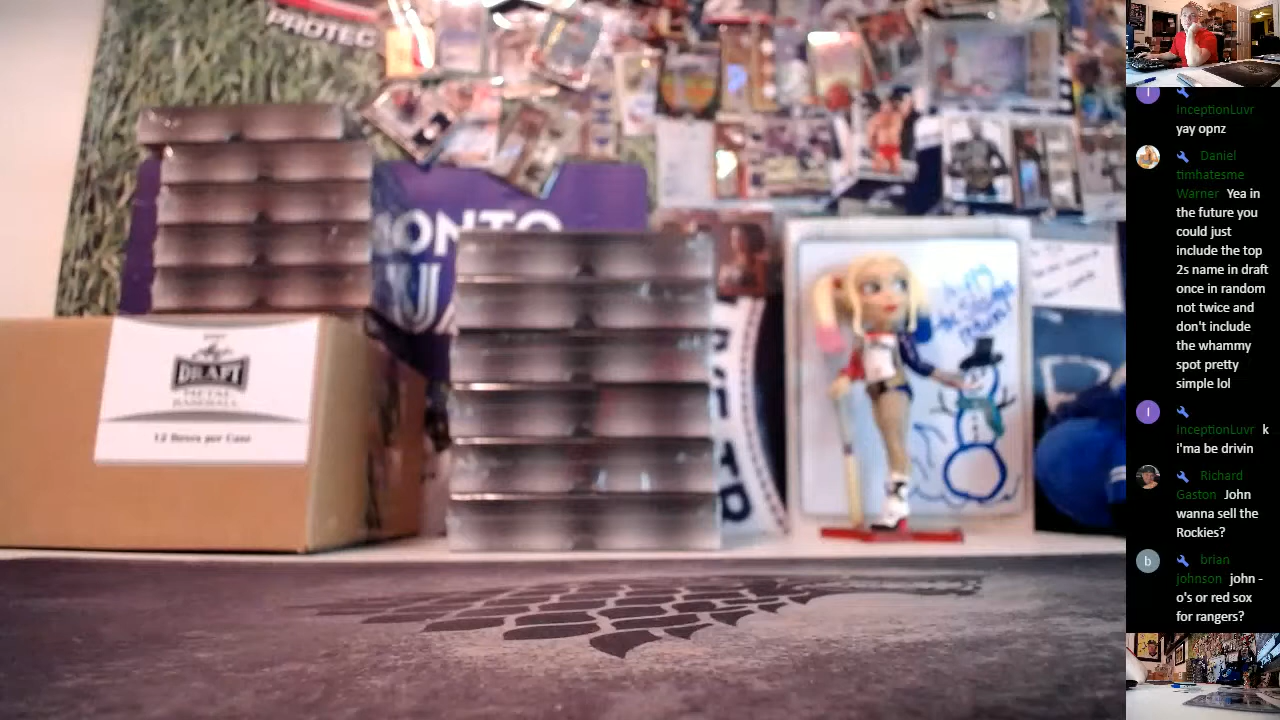 PROTEC
DRAFT
METAL
BASEBALL
12 Boxes per Case
InceptionLuvr
yay opnz
Daniel
timhatesme
Warner Yea in
the future you
could just
include the top
2s name in draft
once in random
not twice and
don't include
the whammy
spot pretty
simple lol
InceptionLuvr k
i'ma be drivin
Richard
Gaston John
wanna sell the
Rockies?
brian
johnson john -
o's or red sox
for rangers?